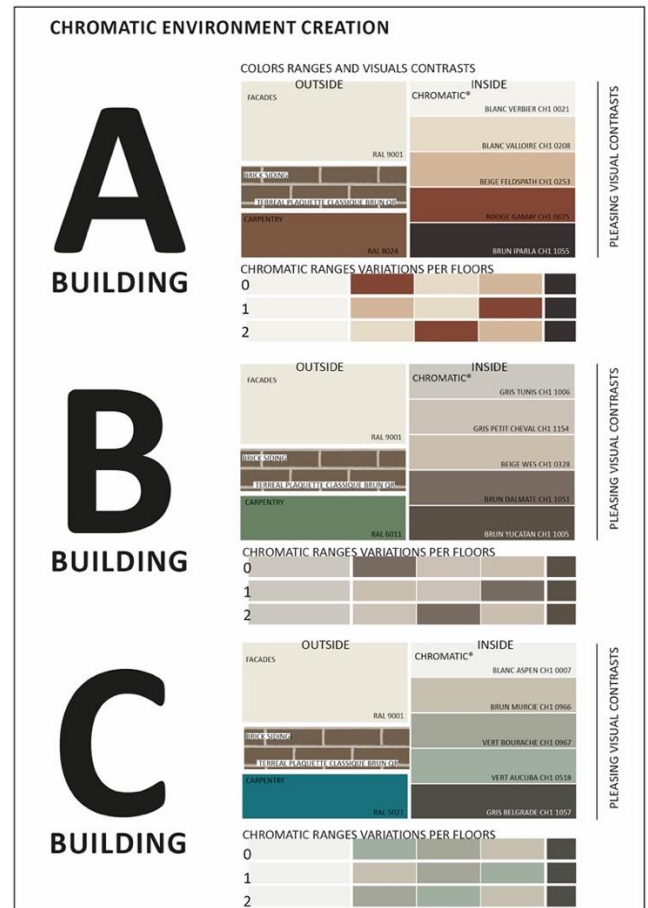 CHROMATIC ENVIRONMENT CREATION
COLORS RANGES AND VISUALS CONTRASTS
OUTSIDE
INSIDE
FACADES
CHROMATIC®
BLANC VERBIER CH1 0021
BLANC VALLOIRE CH1 0208
RAL 9001
BRICK SIDING
BEIGE FELDSPATH CH1 0253
TERREAL PLAQUETTE CLASSIQUE BRUN OR
ROUGE GAMAY CH1 0675
CARPENTRY
RAL 8024
BRUN IPARLA CH1 1055
PLEASING VISUAL CONTRASTS
A
BUILDING
CHROMATIC RANGES VARIATIONS PER FLOORS
0
1
2
OUTSIDE
INSIDE
FACADES
CHROMATIC®
GRIS TUNIS CH1 1006
GRIS PETIT CHEVAL CH1 1154
RAL 9001
BRICK SIDING
BEIGE WES CH1 0328
TERREAL PLAQUETTE CLASSIQUE BRUN OR
BRUN DALMATE CH1 1051
CARPENTRY
RAL 6011
BRUN YUCATAN CH1 1005
PLEASING VISUAL CONTRASTS
B
BUILDING
CHROMATIC RANGES VARIATIONS PER FLOORS
0
1
2
OUTSIDE
INSIDE
FACADES
CHROMATIC®
BLANC ASPEN CH1 0007
BRUN MURCIE CH1 0966
RAL 9001
BRICK SIDING
VERT BOURACHE CH1 0967
TERREAL PLAQUETTE CLASSIQUE BRUN OR
VERT AUCUBA CH1 0518
CARPENTRY
RAL 5021
GRIS BELGRADE CH1 1057
PLEASING VISUAL CONTRASTS
C
BUILDING
CHROMATIC RANGES VARIATIONS PER FLOORS
0
1
2